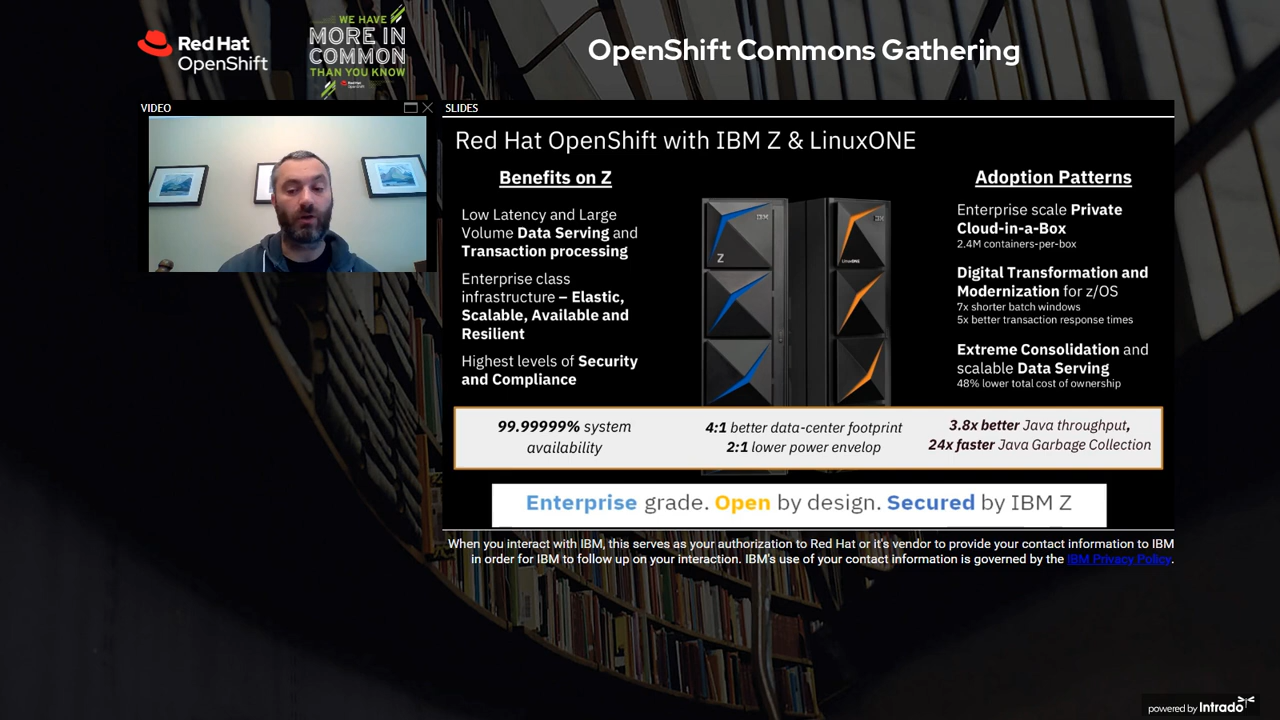 Red Hat
OpenShift
WE HAVE
MORE IN
COMMON
THAN YOU KNOW
OpenShift Commons Gathering
VIDEO
SLIDES
Red Hat OpenShift with IBM Z & LinuxONE
Benefits on Z
Low Latency and Large
Volume Data Serving and
Transaction processing
Enterprise class
infrastructure – Elastic,
Scalable, Available and
Resilient
Highest levels of Security
and Compliance
IBM
Z
IBM
LinuxONE
Adoption Patterns
Enterprise scale Private
Cloud-in-a-Box
2.4M containers-per-box
Digital Transformation and
Modernization for z/OS
7x shorter batch windows
5x better transaction response times
Extreme Consolidation and
scalable Data Serving
48% lower total cost of ownership
99.99999% system
availability
4:1 better data-center footprint
2:1 lower power envelop
3.8x better Java throughput,
24x faster Java Garbage Collection
Enterprise grade. Open by design. Secured by IBM Z
When you interact with IBM, this serves as your authorization to Red Hat or it's vendor to provide your contact information to IBM
in order for IBM to follow up on your interaction. IBM's use of your contact information is governed by the IBM Privacy Policy.
powered by Intrado